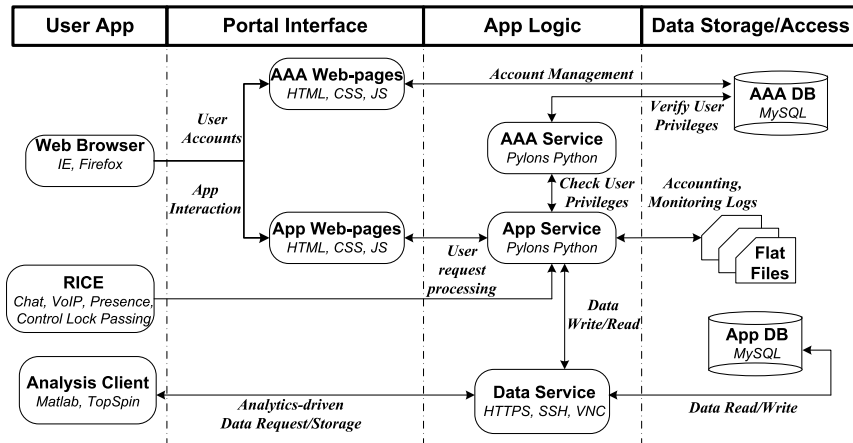 User App
Portal Interface
App Logic
Data Storage/Access
AAA Web-pages
HTML, CSS, JS
Account Management
AAA DB
MySQL
Verify User
Privileges
User
Accounts
AAA Service
Pylons Python
Web Browser
IE, Firefox
Check User
Privileges
Accounting,
Monitoring Logs
App
Interaction
App Web-pages
HTML, CSS, JS
App Service
Pylons Python
Flat
Files
User
request
processing
RICE
Chat, VoIP, Presence,
Control Lock Passing
Data
Write/Read
App DB
MySQL
Analysis Client
Matlab, TopSpin
Analytics-driven
Data Request/Storage
Data Service
HTTPS, SSH, VNC
Data Read/Write